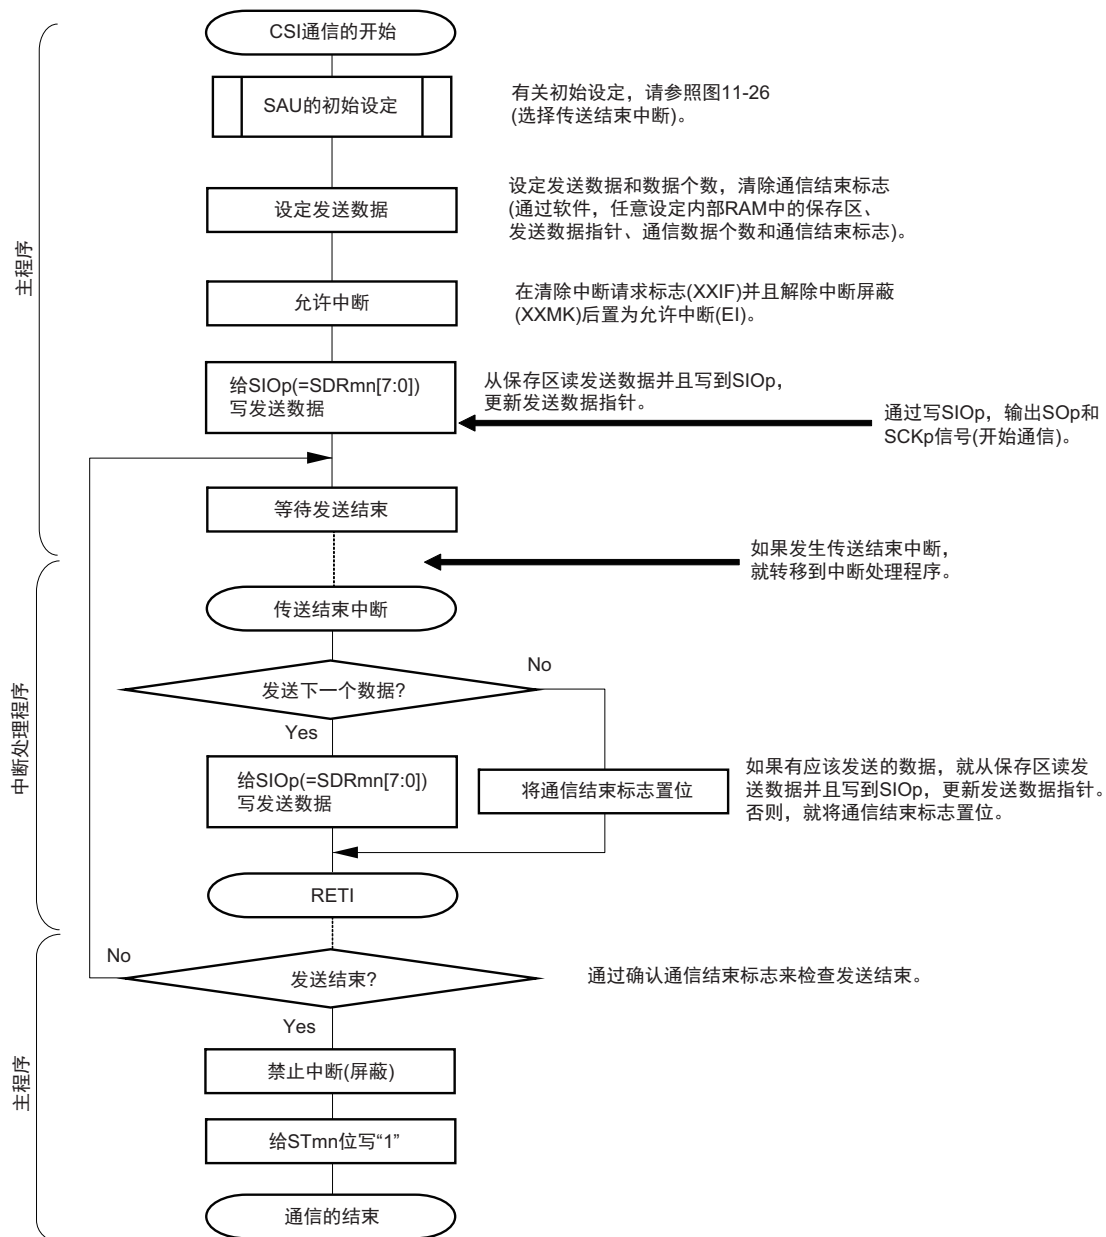 CSI通信的开始
SAU的初始设定
有关初始设定，请参照图11-26
(选择传送结束中断)。
设定发送数据
设定发送数据和数据个数，清除通信结束标志
(通过软件，任意设定内部RAM中的保存区、
发送数据指针、通信数据个数和通信结束标志)。
主程序
允许中断
在清除中断请求标志(XXIF)并且解除中断屏蔽
(XXMK)后置为允许中断(EI)。
给SIOp(=SDRmn[7:0])
写发送数据
从保存区读发送数据并且写到SIOp，
更新发送数据指针。
通过写SIOp，输出SOp和
SCKp信号(开始通信)。
等待发送结束
如果发生传送结束中断，
就转移到中断处理程序。
传送结束中断
中断处理程序
发送下一个数据?
No
Yes
给SIOp(=SDRmn[7:0])
写发送数据
将通信结束标志置位
如果有应该发送的数据，就从保存区读发
送数据并且写到SIOp，更新发送数据指针。
否则，就将通信结束标志置位。
RETI
No
发送结束?
通过确认通信结束标志来检查发送结束。
Yes
主程序
禁止中断(屏蔽)
给STmn位写“1”
通信的结束